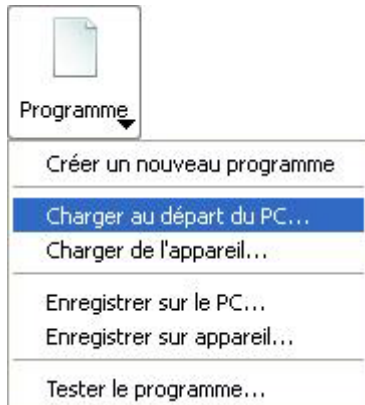 Programme
Créer un nouveau programme
Charger au départ du PC...
Charger de l'appareil...
Enregistrer sur le PC...
Enregistrer sur appareil...
Tester le programme...